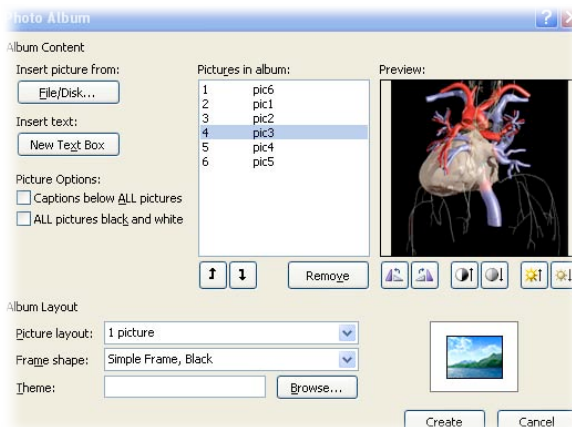 Photo Album
Album Content
Insert picture from:
File/Disk...
Insert text:
New Text Box
Picture Options:
Captions below ALL pictures
ALL pictures black and white
Pictures in album:
1 pic6
2 pic1
3 pic2
4 pic3
5 pic4
6 pic5
Remove
Preview:
Album Layout
Picture layout: 1 picture
Frame shape: Simple Frame, Black
Theme: Browse...
Create Cancel